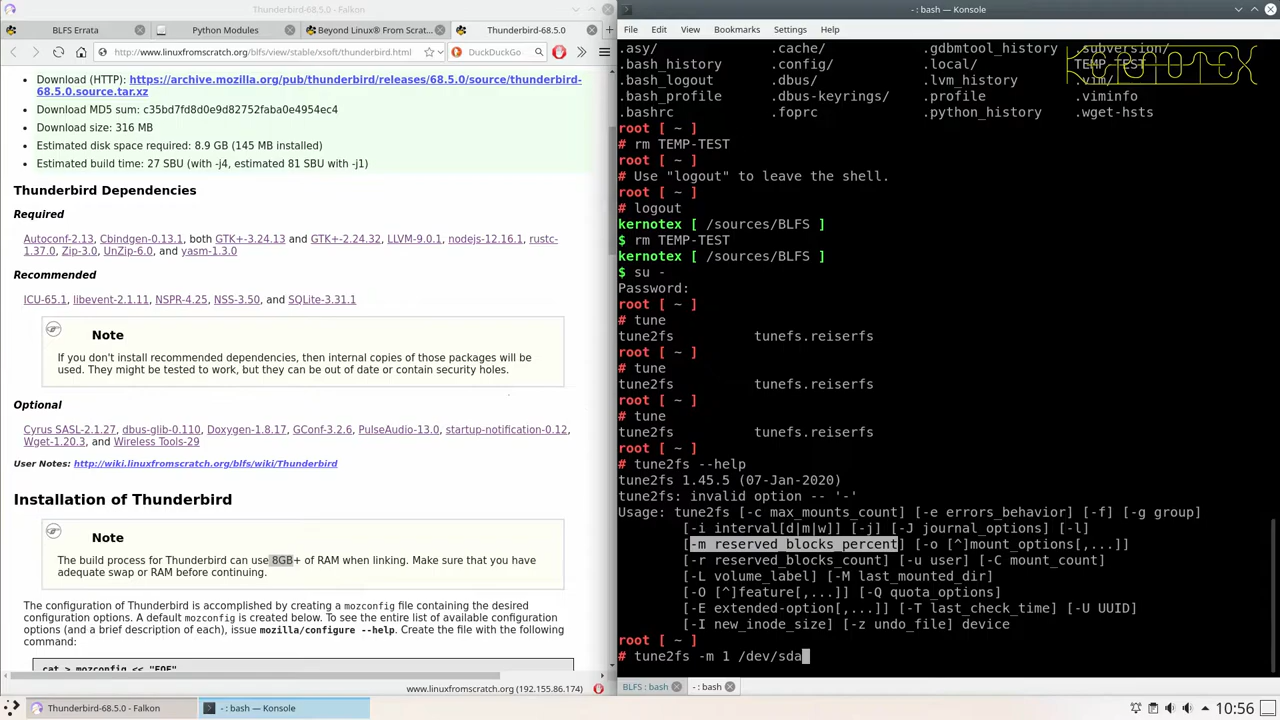 Thunderbird-68.5.0 - Falkon
BLFS Errata
Python Modules
Beyond Linux® From Scrat...
Thunderbird-68.5.0
http://www.linuxfromscratch.org/blfs/view/stable/xsoft/thunderbird.html
DuckDuckGo
Download (HTTP): https://archive.mozilla.org/pub/thunderbird/releases/68.5.0/source/thunderbird-
68.5.0.source.tar.xz
Download MD5 sum: c35bd7fd8d0e9d82752faba0e4954ec4
Download size: 316 MB
Estimated disk space required: 8.9 GB (145 MB installed)
Estimated build time: 27 SBU (with -j4, estimated 81 SBU with -j1)
Thunderbird Dependencies
Required
Autoconf-2.13, Cbindgen-0.13.1, both GTK+-3.24.13 and GTK+-2.24.32, LLVM-9.0.1, nodejs-12.16.1, rustc-
1.37.0, Zip-3.0, UnZip-6.0, and yasm-1.3.0
Recommended
ICU-65.1, libevent-2.1.11, NSPR-4.25, NSS-3.50, and SQLite-3.31.1
Note
If you don't install recommended dependencies, then internal copies of those packages will be
used. They might be tested to work, but they can be out of date or contain security holes.
Optional
Cyrus SASL-2.1.27, dbus-glib-0.110, Doxygen-1.8.17, GConf-3.2.6, PulseAudio-13.0, startup-notification-0.12,
Wget-1.20.3, and Wireless Tools-29
User Notes: http://wiki.linuxfromscratch.org/blfs/wiki/Thunderbird
Installation of Thunderbird
Note
The build process for Thunderbird can use 8GB+ of RAM when linking. Make sure that you have
adequate swap or RAM before continuing.
The configuration of Thunderbird is accomplished by creating a mozconfig file containing the desired
configuration options. A default mozconfig is created below. To see the entire list of available configuration
options (and a brief description of each), issue mozilla/configure --help. Create the file with the following
command:
cat > mozconfig << "EOF"
www.linuxfromscratch.org (192.155.86.174)
- : bash — Konsole
File Edit View Bookmarks Settings Help
.asy/ .cache/ .gdbmtool_history .subversion/
.bash_history .config/ .local/ TEMP-TEST
.bash_logout .dbus/ .lvm_history .vim/
.bash_profile .dbus-keyrings/ .profile .viminfo
.bashrc .foprc .python_history .wget-hsts
KERNOTEX
root [ ~ ]
# rm TEMP-TEST
root [ ~ ]
# Use "logout" to leave the shell.
root [ ~ ]
# logout
kernotex [ /sources/BLFS ]
$ rm TEMP-TEST
kernotex [ /sources/BLFS ]
$ su -
Password:
root [ ~ ]
# tune
tune2fs tunefs.reiserfs
root [ ~ ]
# tune
tune2fs tunefs.reiserfs
root [ ~ ]
# tune
tune2fs tunefs.reiserfs
root [ ~ ]
# tune2fs --help
tune2fs 1.45.5 (07-Jan-2020)
tune2fs: invalid option -- '-'
Usage: tune2fs [-c max_mounts_count] [-e errors_behavior] [-f] [-g group]
[-i interval[d|m|w]] [-j] [-J journal_options] [-l]
[-m reserved_blocks_percent] [-o [^]mount_options[,...]]
[-r reserved_blocks_count] [-u user] [-C mount_count]
[-L volume_label] [-M last_mounted_dir]
[-O [^]feature[,...]] [-Q quota_options]
[-E extended-option[,...]] [-T last_check_time] [-U UUID]
[-I new_inode_size] [-z undo_file] device
root [ ~ ]
# tune2fs -m 1 /dev/sda
BLFS : bash
- : bash
Thunderbird-68.5.0 - Falkon
- : bash — Konsole
10:56